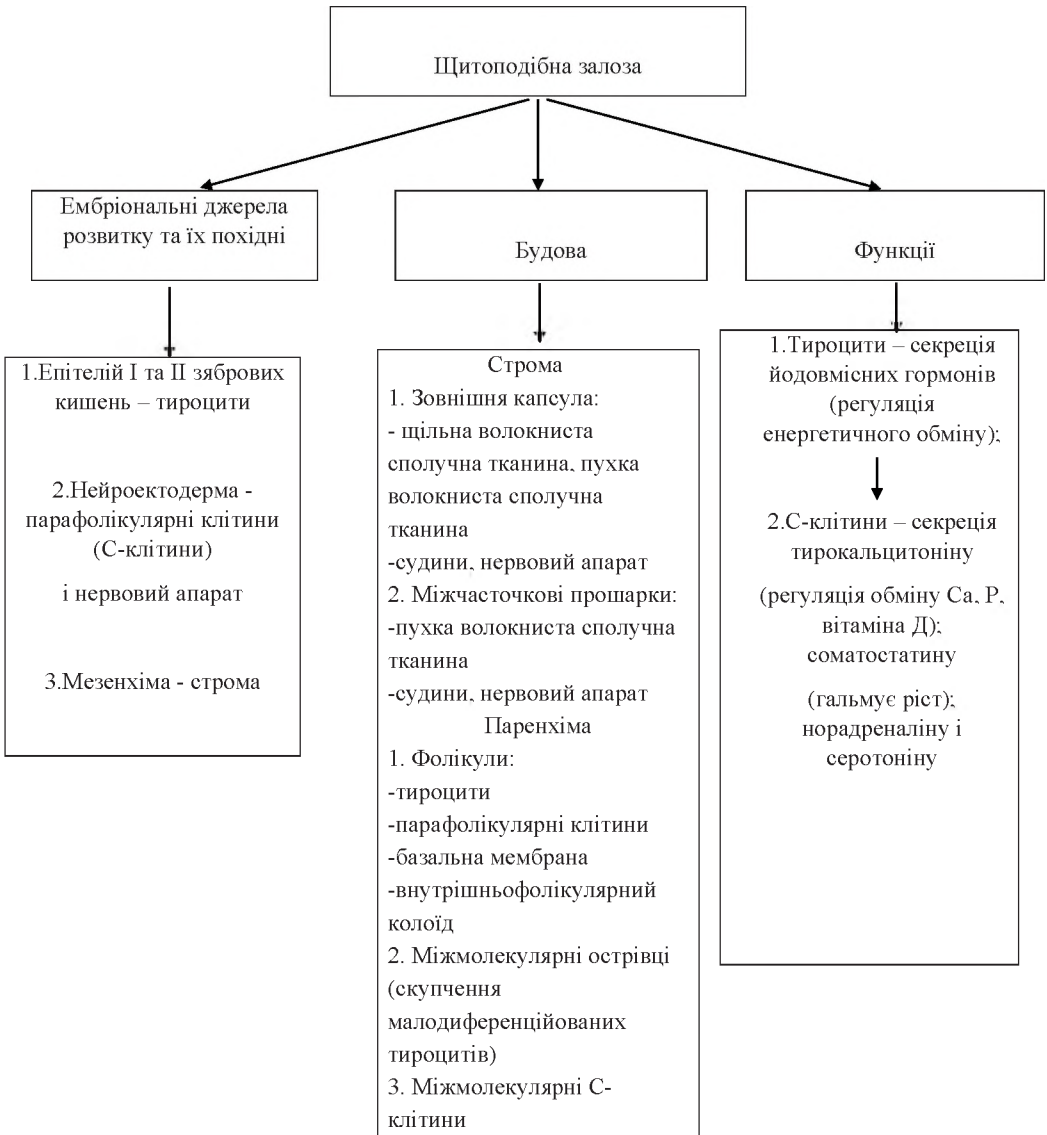 Щитоподібна залоза
Ембріональні джерела
розвитку та їх похідні
Будова
Функції
1.Епітелій І та ІІ зябрових
кишень – тироцити
2.Нейроектодерма -
парафолікулярні клітини
(С-клітини)
і нервовий апарат
3.Мезенхіма - строма
Строма
1. Зовнішня капсула:
- щільна волокниста
сполучна тканина, пухка
волокниста сполучна
тканина
-судини, нервовий апарат
2. Міжчасточкові прошарки:
-пухка волокниста сполучна
тканина
-судини, нервовий апарат
Паренхіма
1. Фолікули:
-тироцити
-парафолікулярні клітини
-базальна мембрана
-внутрішньофолікулярний
колоїд
2. Міжмолекулярні острівці
(скупчення
малодиференційованих
тироцитів)
3. Міжмолекулярні С-
клітини
1.Тироцити – секреція
йодовмісних гормонів
(регуляція
енергетичного обміну);
2.С-клітини – секреція
тирокальцитоніну
(регуляція обміну Са, Р,
вітаміна Д);
соматостатину
(гальмує ріст);
норадреналіну і
серотоніну